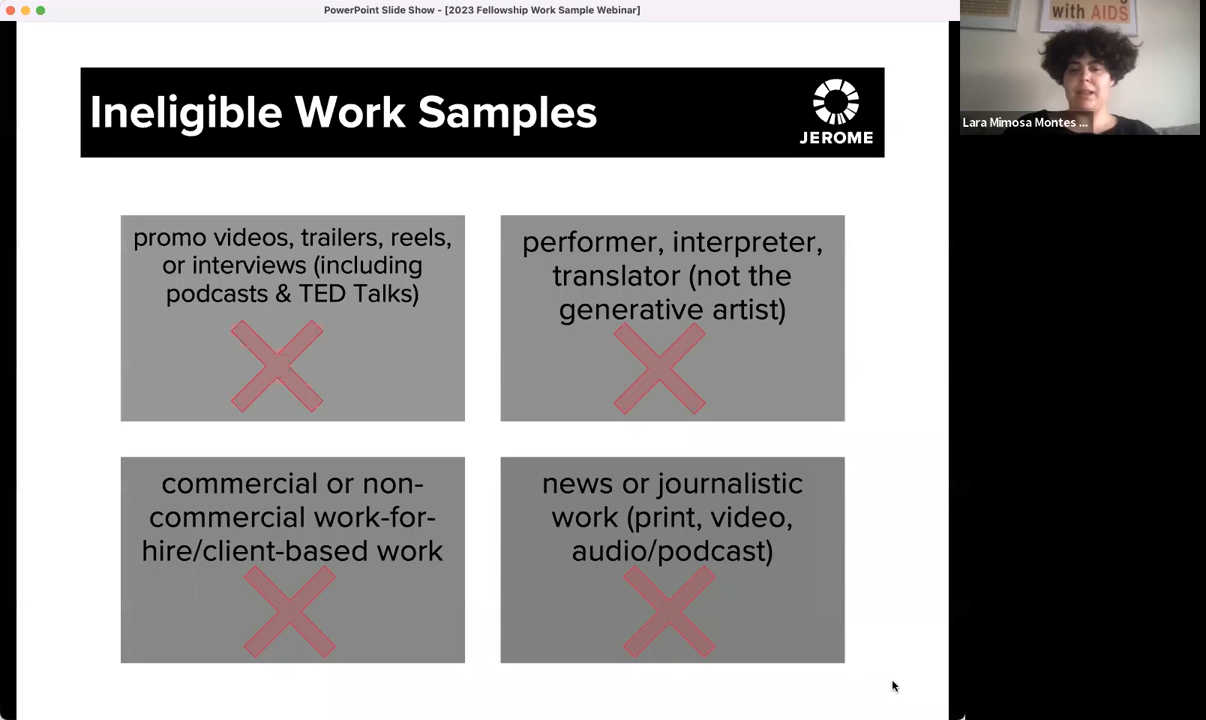 PowerPoint Slide Show - [2023 Fellowship Work Sample Webinar]
with AIDS
Lara Mimosa Montes ...
Ineligible Work Samples
JEROME
promo videos, trailers, reels,
or interviews (including
podcasts & TED Talks)
performer, interpreter,
translator (not the
generative artist)
commercial or non-
commercial work-for-
hire/client-based work
news or journalistic
work (print, video,
audio/podcast)